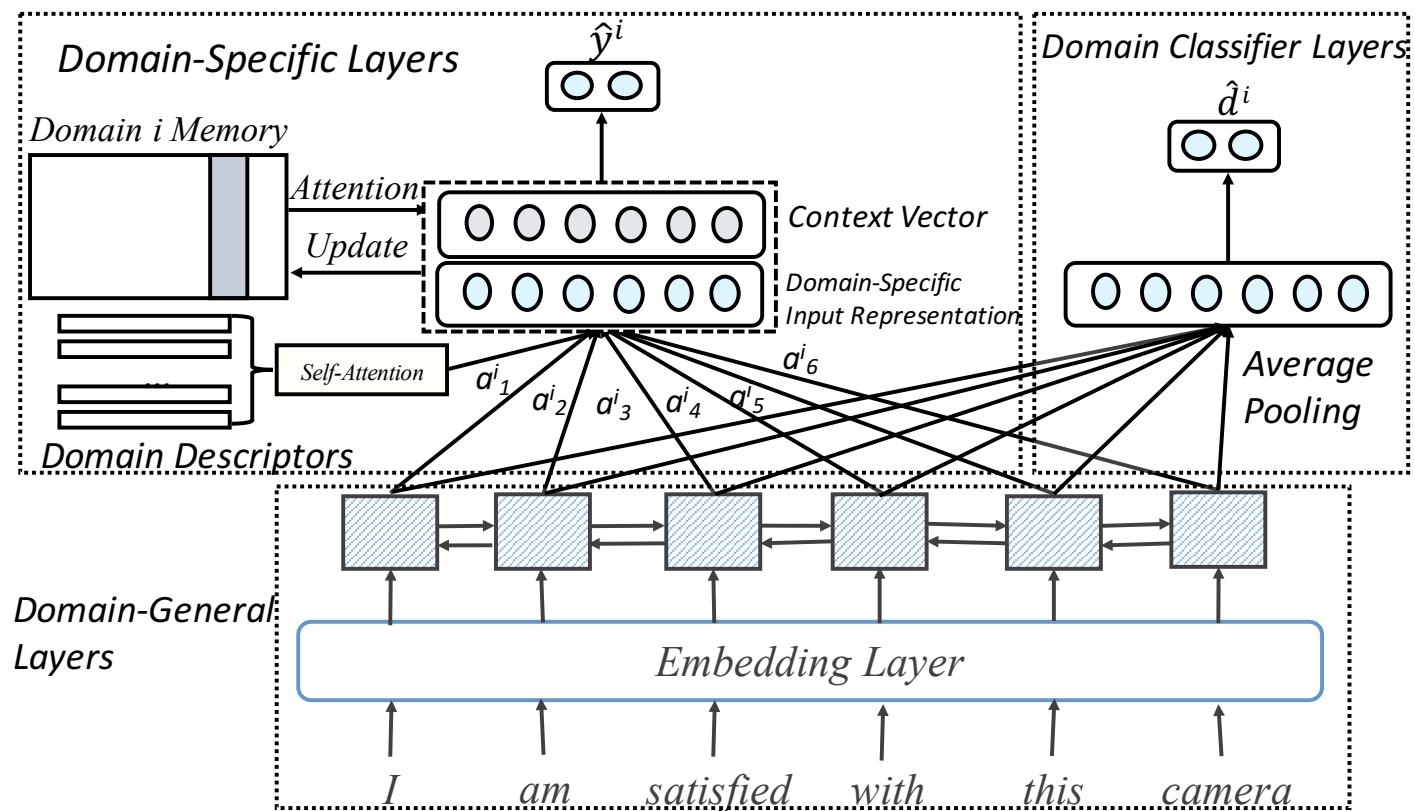 Domain-Specific Layers
ŷ^i
Domain i Memory
Attention
Update
Context Vector
Domain-Specific
Input Representation
Self-Attention
...
Domain Descriptors
a^i_1
a^i_2
a^i_3
a^i_4
a^i_5
a^i_6
Domain Classifier Layers
d̂^i
Average
Pooling
Domain-General
Layers
Embedding Layer
I am satisfied with this camera